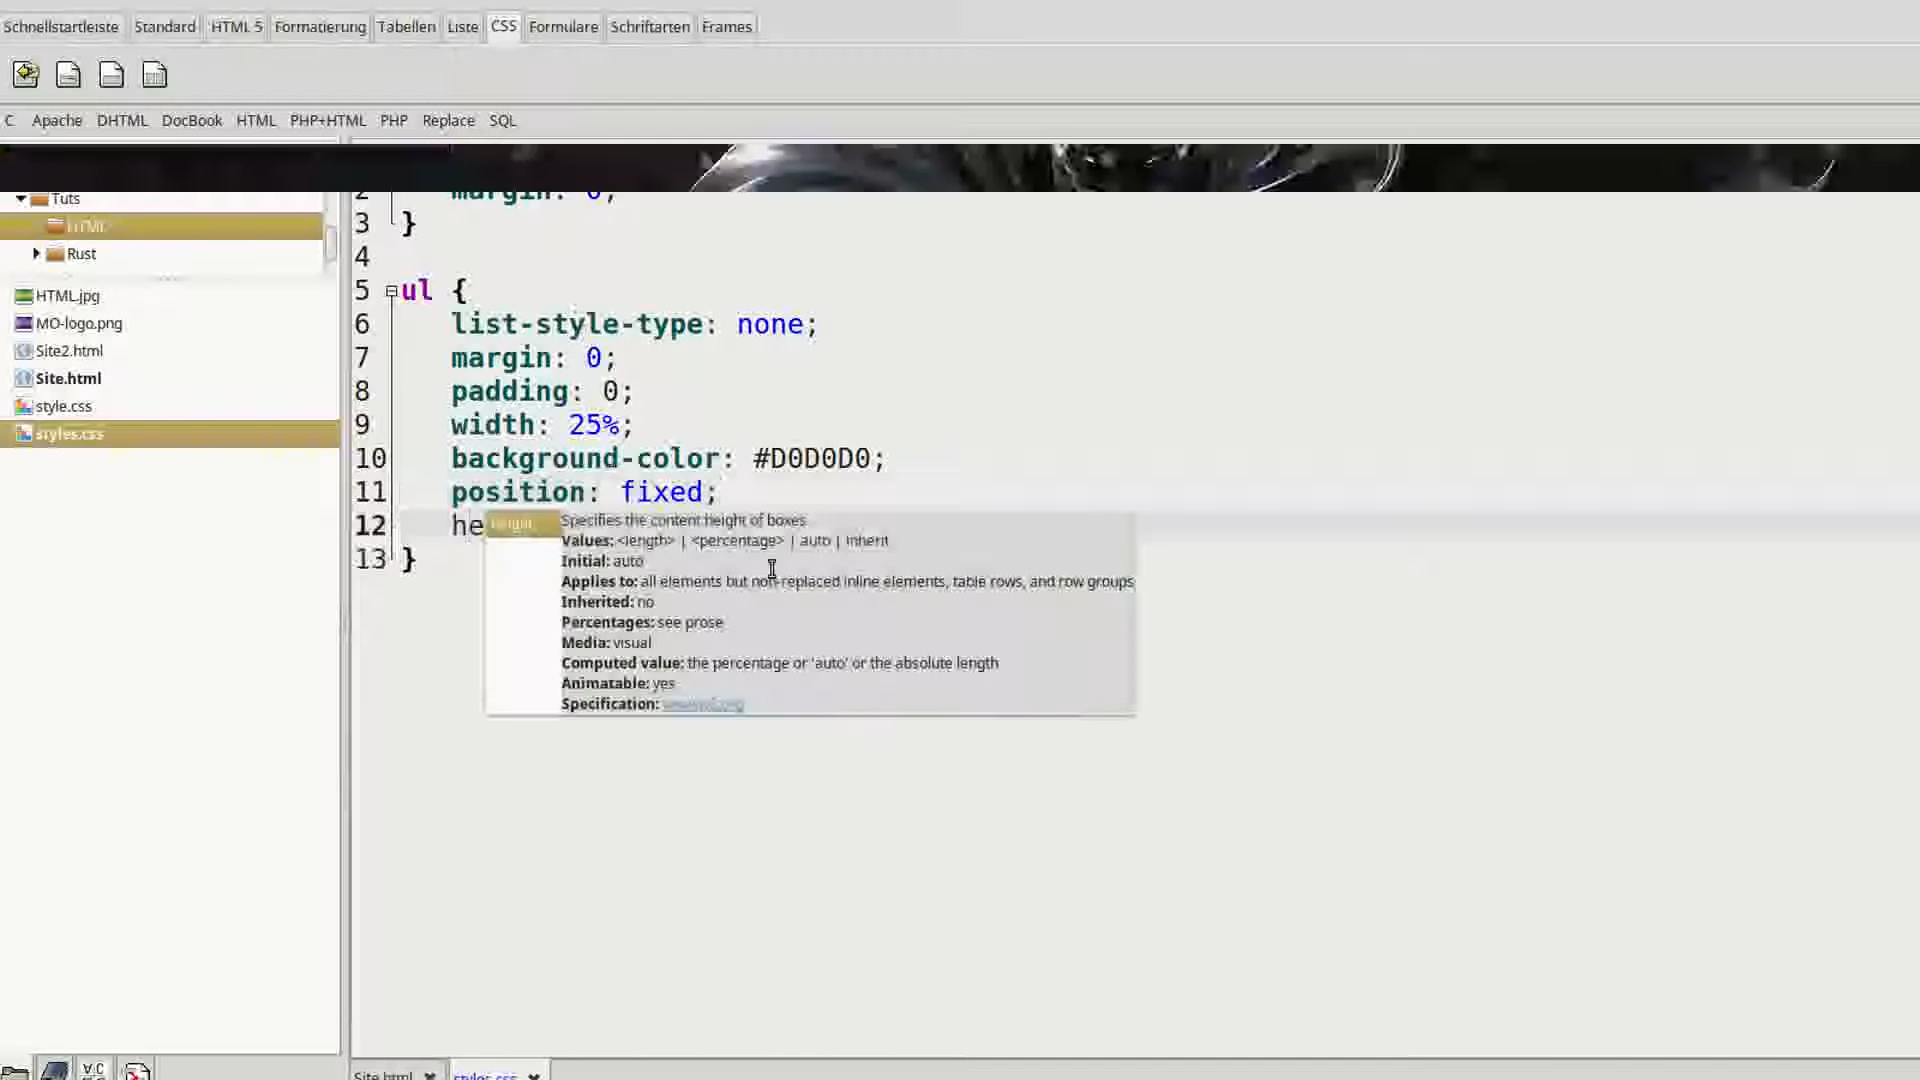 Schnellstartleiste Standard HTML 5 Formatierung Tabellen Liste CSS Formulare Schriftarten Frames
C Apache DHTML DocBook HTML PHP+HTML PHP Replace SQL
Tuts
HTML
Rust
HTML.jpg
MO-logo.png
Site2.html
Site.html
style.css
styles.css
2 margin: 0;
3 }
4
5 ul {
6 list-style-type: none;
7 margin: 0;
8 padding: 0;
9 width: 25%;
10 background-color: #D0D0D0;
11 position: fixed;
12 he
13 }
height
Specifies the content height of boxes
Values: <length> | <percentage> | auto | inherit
Initial: auto
Applies to: all elements but non-replaced inline elements, table rows, and row groups
Inherited: no
Percentages: see prose
Media: visual
Computed value: the percentage or 'auto' or the absolute length
Animatable: yes
Specification:
Site.html styles.css